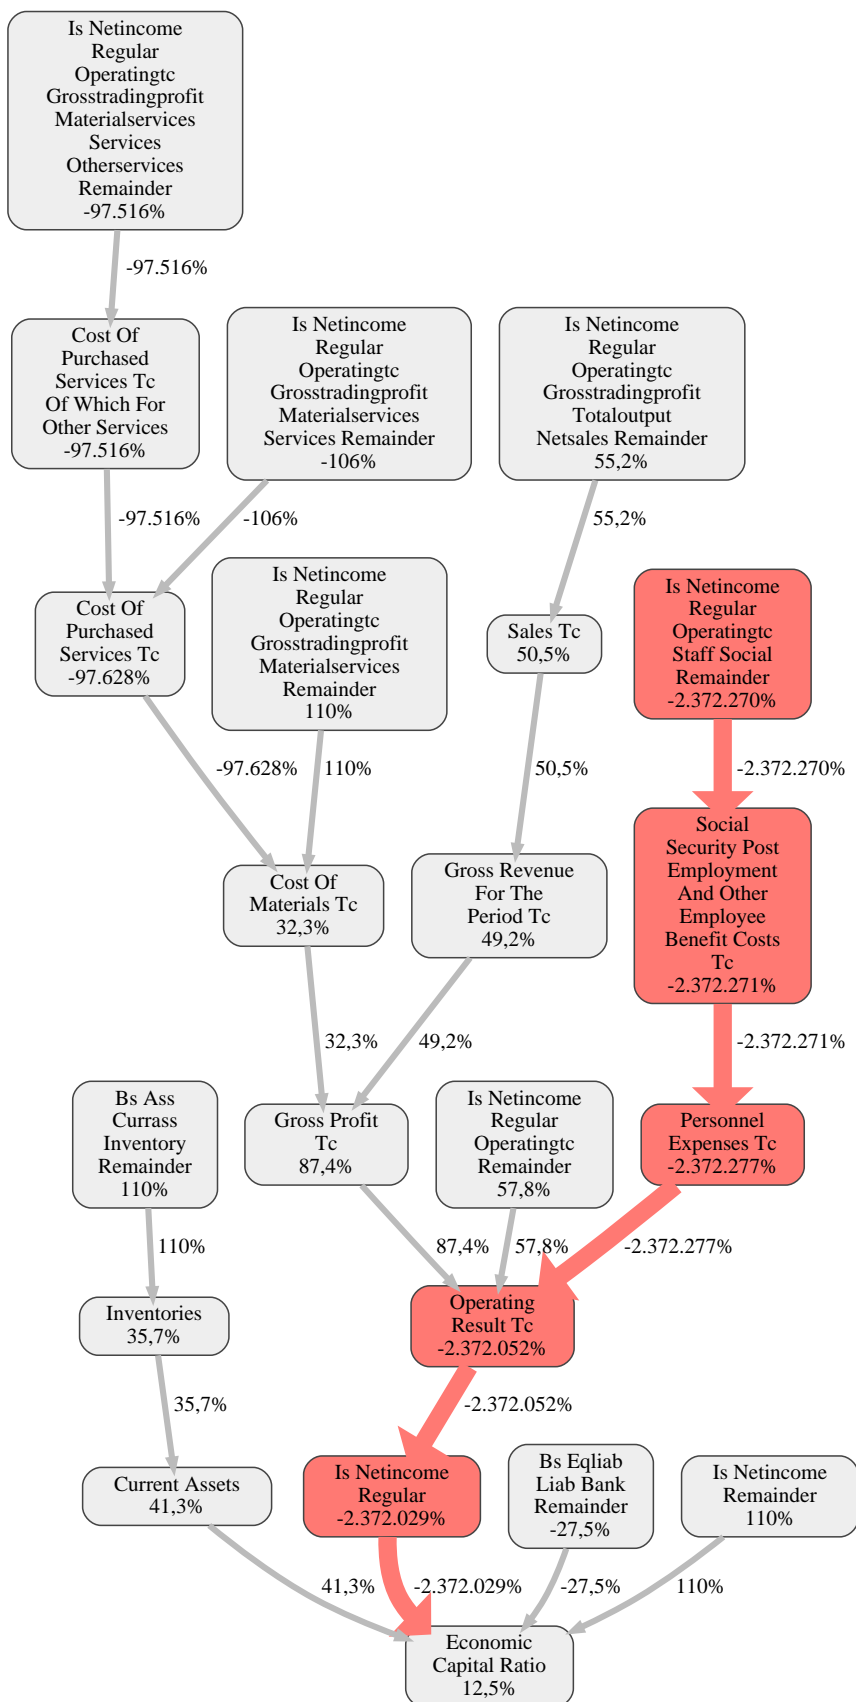 Is Netincome
Regular
Operatingtc
Grosstradingprofit
Materialservices
Services
Otherservices
Remainder
-97.516%
-97.516%
Cost Of
Purchased
Services Tc
Of Which For
Other Services
-97.516%
Is Netincome
Regular
Operatingtc
Grosstradingprofit
Materialservices
Services Remainder
-106%
Is Netincome
Regular
Operatingtc
Grosstradingprofit
Totaloutput
Netsales Remainder
55,2%
-97.516%
-106%
55,2%
Cost Of
Purchased
Services Tc
-97.628%
Is Netincome
Regular
Operatingtc
Grosstradingprofit
Materialservices
Remainder
110%
Sales Tc
50,5%
Is Netincome
Regular
Operatingtc
Staff Social
Remainder
-2.372.270%
-97.628%
110%
50,5%
-2.372.270%
Cost Of
Materials Tc
32,3%
Gross Revenue
For The
Period Tc
49,2%
Social
Security Post
Employment
And Other
Employee
Benefit Costs
Tc
-2.372.271%
32,3%
49,2%
-2.372.271%
Bs Ass
Currass
Inventory
Remainder
110%
Gross Profit
Tc
87,4%
Is Netincome
Regular
Operatingtc
Remainder
57,8%
Personnel
Expenses Tc
-2.372.277%
110%
87,4%
57,8%
-2.372.277%
Inventories
35,7%
Operating
Result Tc
-2.372.052%
35,7%
-2.372.052%
Current Assets
41,3%
Is Netincome
Regular
-2.372.029%
Bs Eqliab
Liab Bank
Remainder
-27,5%
Is Netincome
Remainder
110%
41,3%
-2.372.029%
-27,5%
110%
Economic
Capital Ratio
12,5%